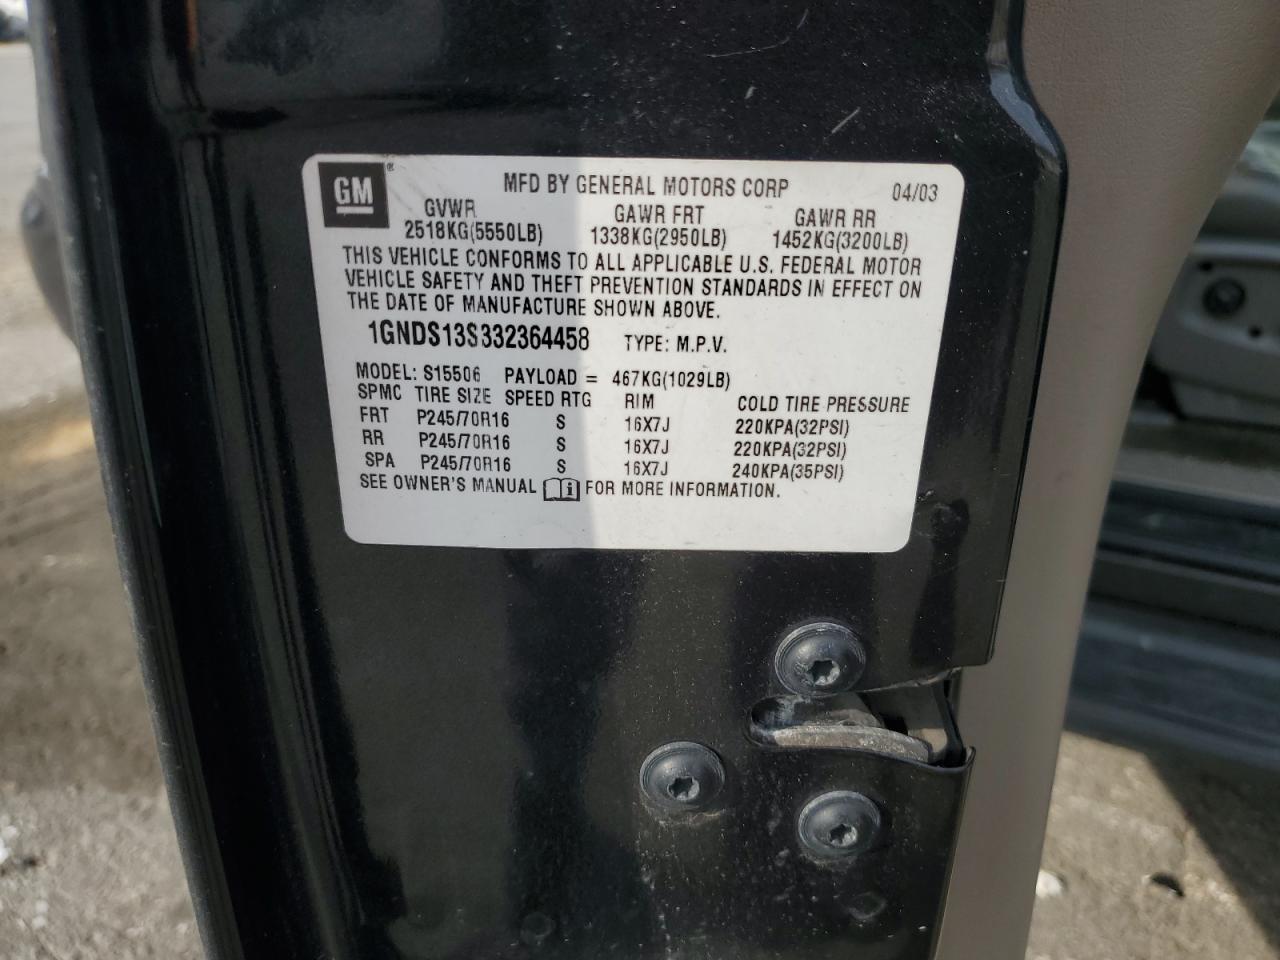 GM ®
MFD BY GENERAL MOTORS CORP 04/03
GVWR GAWR FRT GAWR RR
2518KG(5550LB) 1338KG(2950LB) 1452KG(3200LB)
THIS VEHICLE CONFORMS TO ALL APPLICABLE U.S. FEDERAL MOTOR
VEHICLE SAFETY AND THEFT PREVENTION STANDARDS IN EFFECT ON
THE DATE OF MANUFACTURE SHOWN ABOVE.
1GNDS13S332364458 TYPE: M.P.V.
MODEL: S15506 PAYLOAD = 467KG(1029LB)
SPMC TIRE SIZE SPEED RTG RIM COLD TIRE PRESSURE
FRT P245/70R16 S 16X7J 220KPA(32PSI)
RR P245/70R16 S 16X7J 220KPA(32PSI)
SPA P245/70R16 S 16X7J 240KPA(35PSI)
SEE OWNER'S MANUAL i FOR MORE INFORMATION.